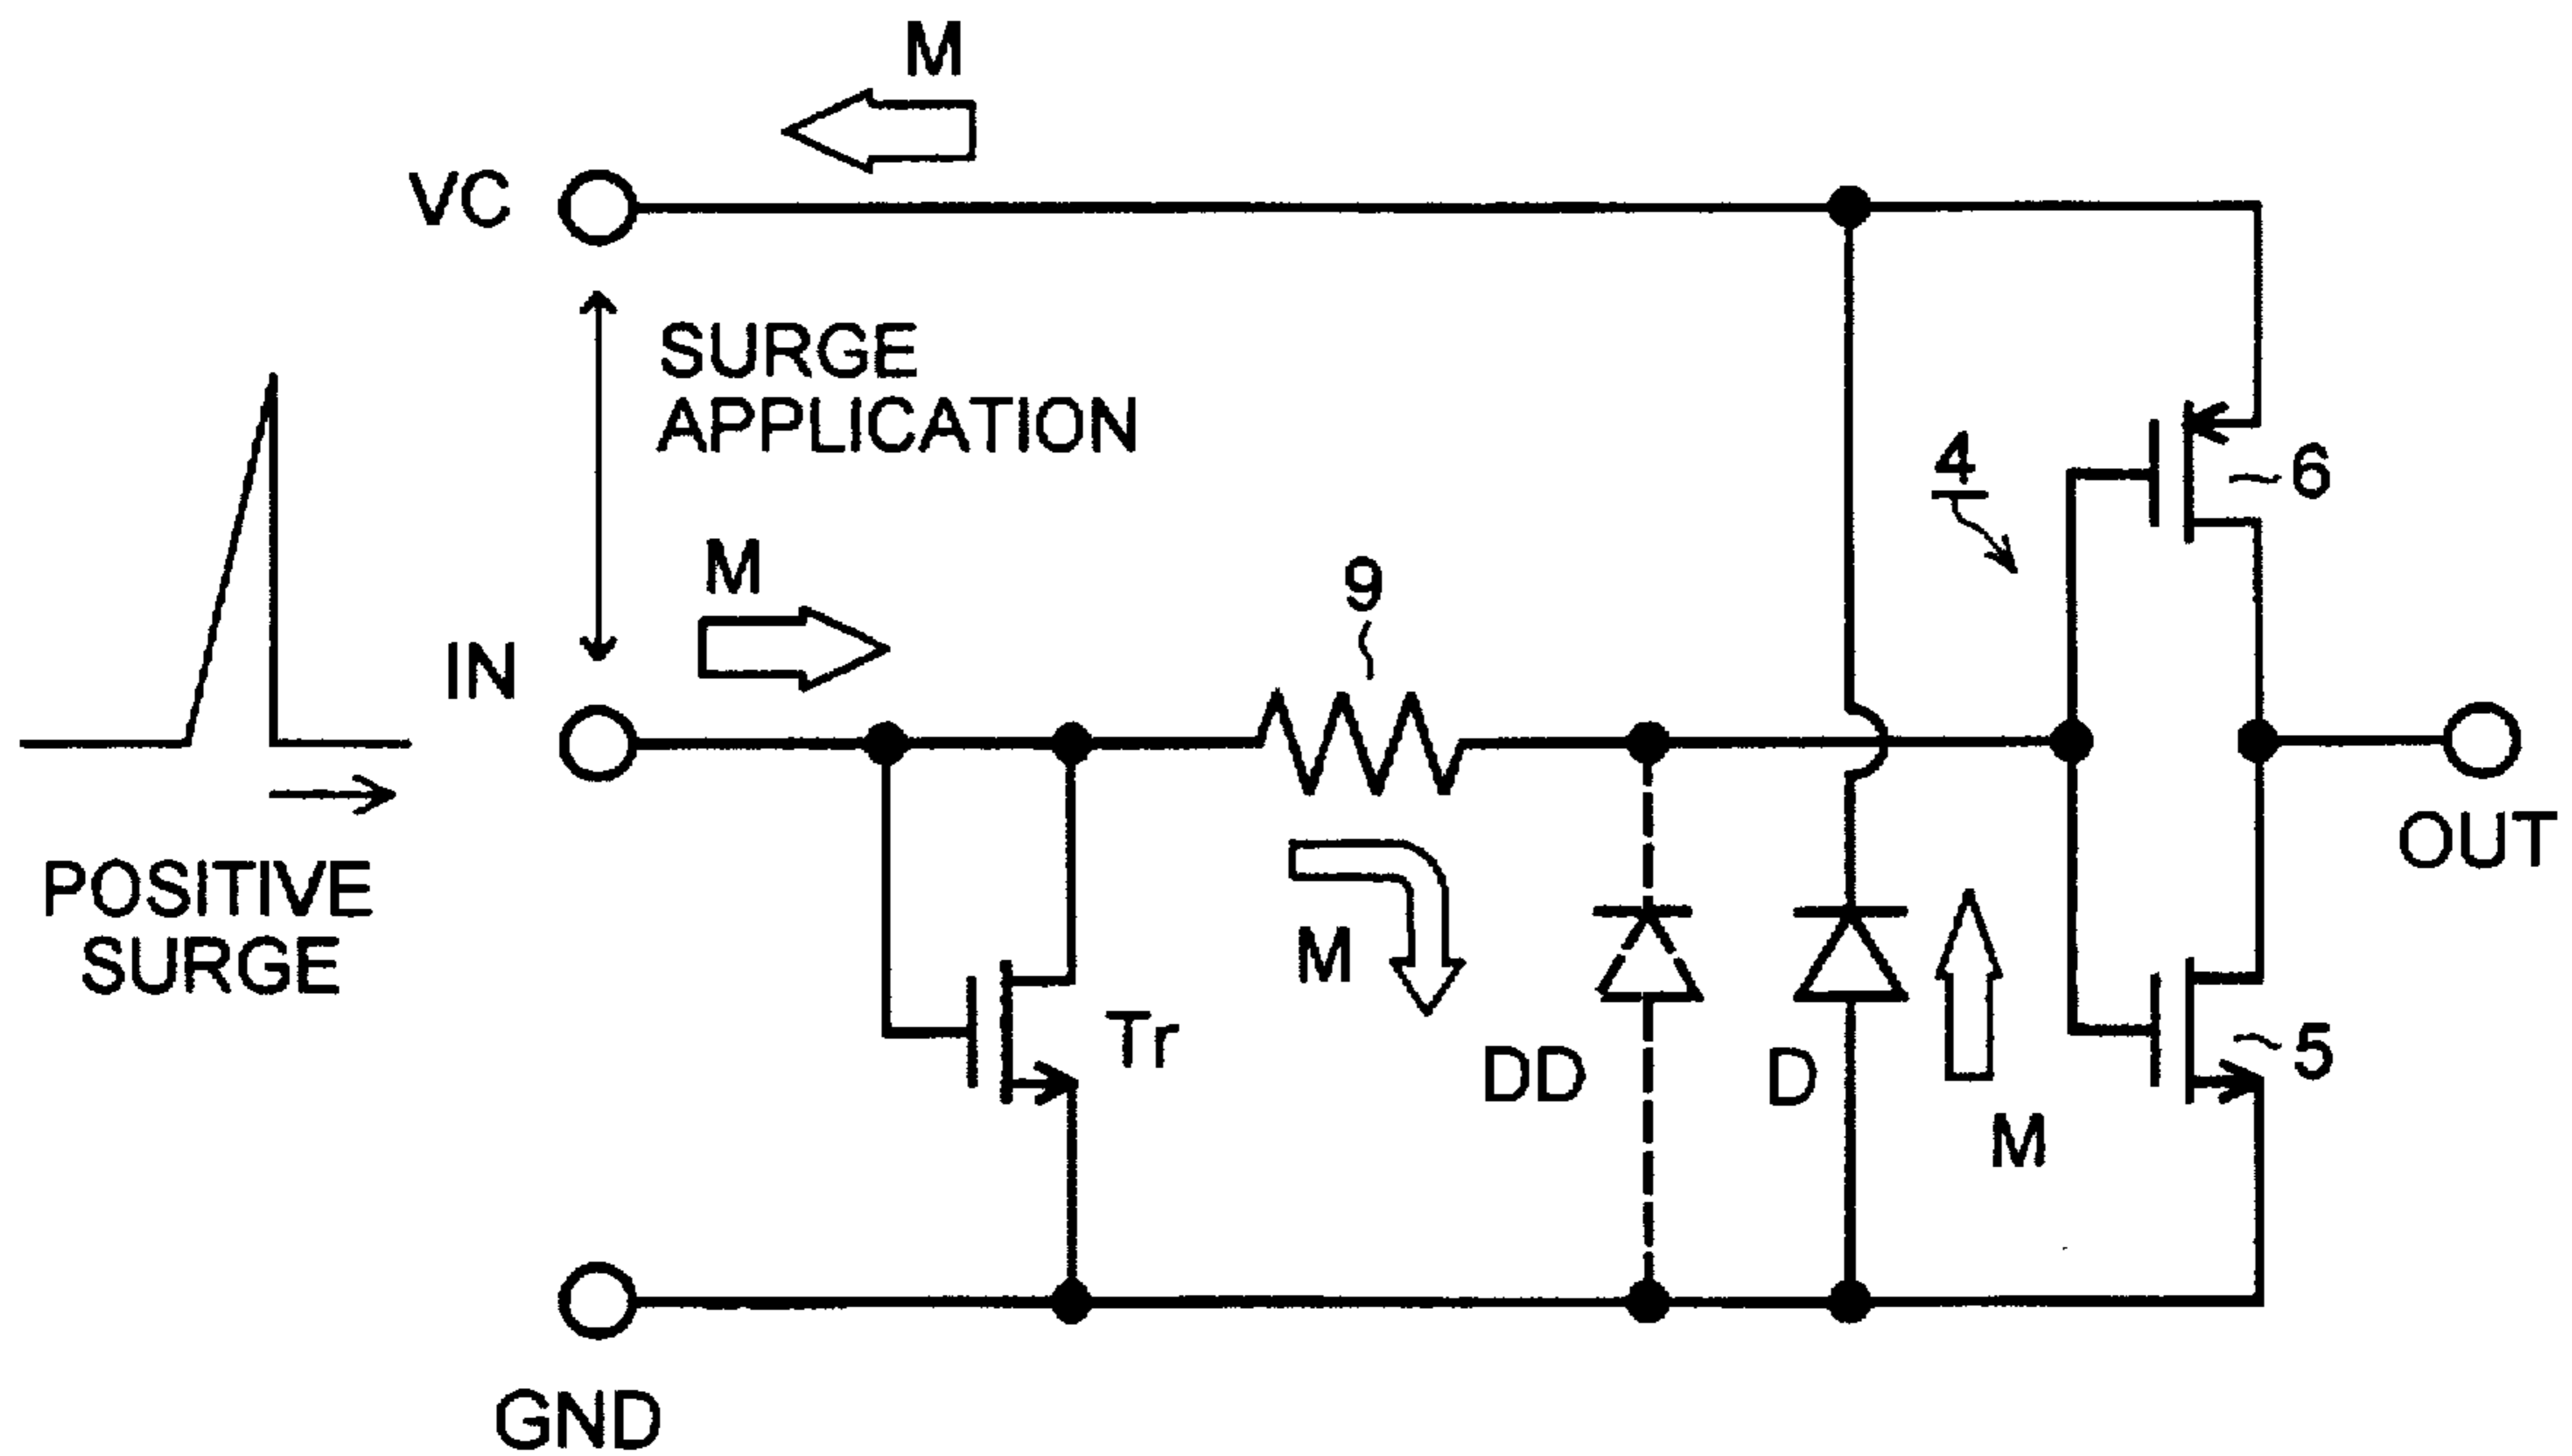 M
VC
SURGE
APPLICATION
4
6
M
9
IN
OUT
POSITIVE
SURGE
M
Tr
DD
D
5
M
GND